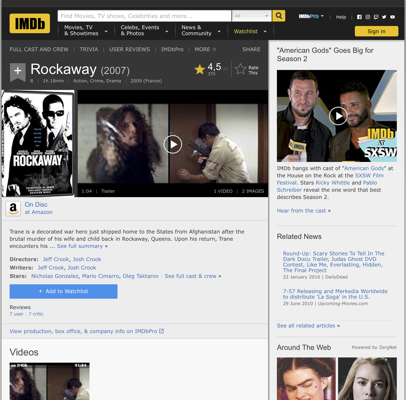 IMDb
Find Movies, TV shows, Celebrities and more...
All
IMDbPro
Help
Movies, TV
& Showtimes
Celebs, Events
& Photos
News &
Community
Watchlist
Sign in
FULL CAST AND CREW
TRIVIA
USER REVIEWS
IMDbPro
MORE
SHARE
Rockaway (2007)
R
1h 18min
Action, Crime, Drama
2009 (France)
4,5
Rate
This
ROCKAWAY
1:04
Trailer
1 VIDEO
2 IMAGES
On Disc
at Amazon
Trane is a decorated war hero just shipped home to the States from Afghanistan after the
brutural murder of his wife and child back in Rockaway, Queens. Upon his return, Trane
encounters his ... See full summary »
Directors: Jeff Crook, Josh Crook
Writers: Jeff Crook, Josh Crook
Stars: Nicholas Gonzalez, Mario Cimarro, Oleg Taktarov
See full cast & crew »
+ Add to Watchlist
Reviews
7 user
7 critic
View production, box office, & company info on IMDbPro
Videos
"American Gods" Goes Big for
Season 2
IMDb
at
SXSW
IMDb hangs with cast of "American Gods" at
the House on the Rock at the SXSW Film
Festival. Stars Ricky Whittle and Pablo
Schreiber reveal the one word that best
describes Season 2.
Hear from the cast »
Related News
Round-Up: Scary Stories To Tell In The
Dark Docu Trailer, Judas Ghost DVD
Contest, Like Me, Everlasting, Hidden,
The Final Project
22 January 2016 | DailyDead
7-57 Releasing and Merkedia Worldwide
to distribute 'La Soga' in the U.S.
29 June 2010 | Upcoming-Movies.com
See all related articles »
Around The Web
Powered by ZergNet